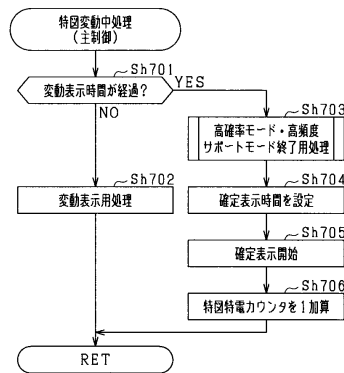 特図変動中処理
(主制御)
Sh701
変動表示時間が経過?
YES
NO
Sh703
高確率モード・高頻度
サポートモード終了用処理
Sh702
変動表示用処理
Sh704
確定表示時間を設定
Sh705
確定表示開始
Sh706
特図特電カウンタを1加算
RET